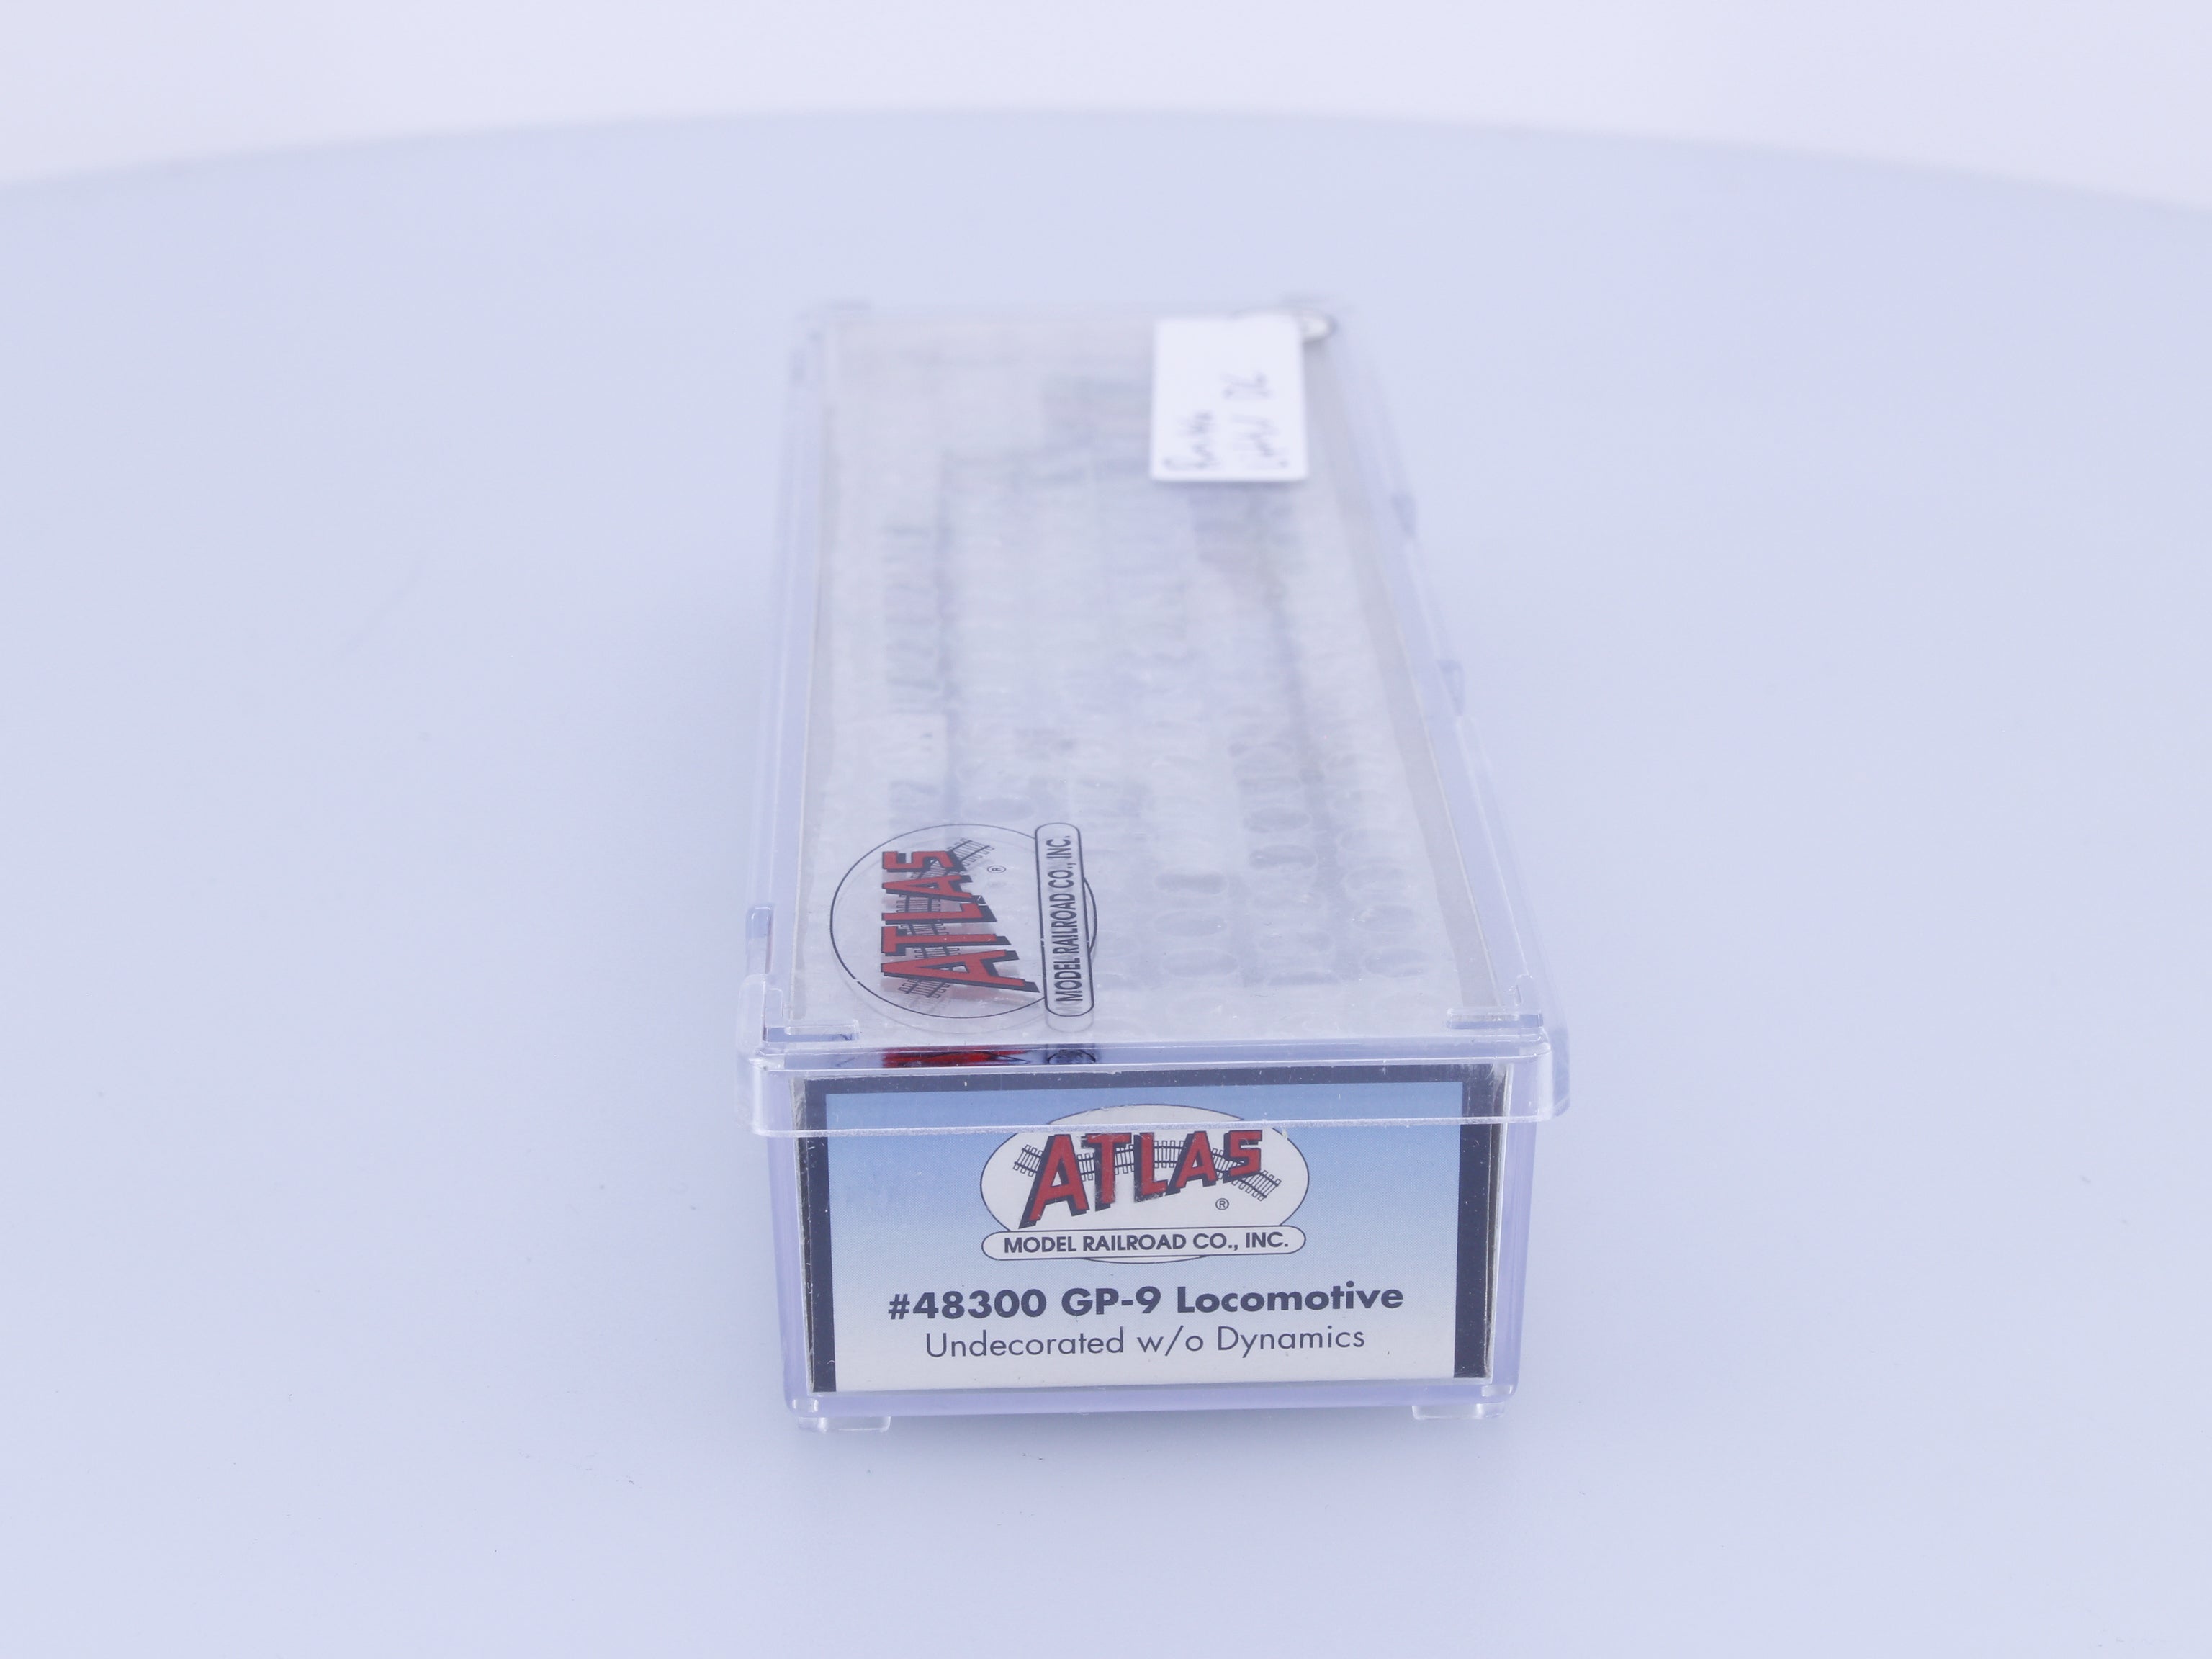 ATLAS
®
MODEL RAILROAD CO., INC.
ATLAS
®
MODEL RAILROAD CO., INC.
#48300 GP-9 Locomotive
Undecorated w/o Dynamics